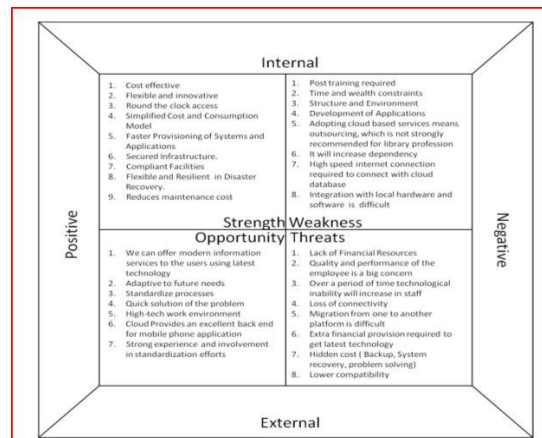 Internal
1. Cost effective
2. Flexible and innovative
3. Round the clock access
4. Simplified Cost and Consumption
Model
5. Faster Provisioning of Systems and
Applications
6. Secured Infrastructure.
7. Compliant Facilities
8. Flexible and Resilient in Disaster
Recovery.
9. Reduces maintenance cost
Strength
1. Post training required
2. Time and wealth constraints
3. Structure and Environment
4. Development of Applications
5. Adopting cloud based services means
outsourcing, which is not strongly
recommended for library profession
6. It will increase dependency
7. High speed internet connection
required to connect with cloud
database
8. Integration with local hardware and
software is difficult
Weakness
Positive
Negative
Opportunity
1. We can offer modern information
services to the users using latest
technology
2. Adaptive to future needs
3. Standardize processes
4. Quick solution of the problem
5. High-tech work environment
6. Cloud Provides an excellent back end
for mobile phone application
7. Strong experience and involvement
in standardization efforts
Threats
1. Lack of Financial Resources
2. Quality and performance of the
employee is a big concern
3. Over a period of time technological
inability will increase in staff
4. Loss of connectivity
5. Migration from one to another
platform is difficult
6. Extra financial provision required to
get latest technology
7. Hidden cost ( Backup, System
recovery, problem solving)
8. Lower compatibility
External